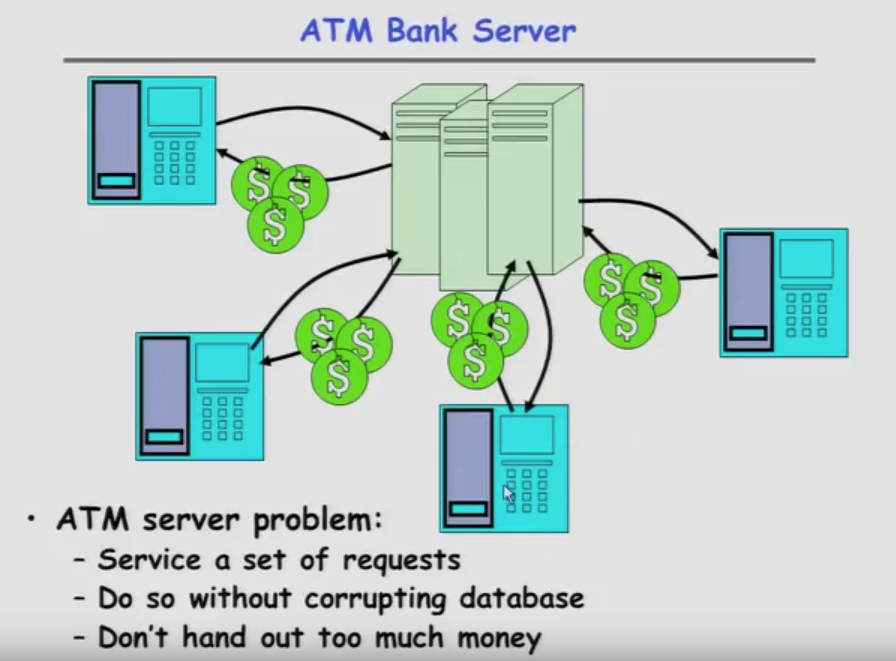 ATM Bank Server
$ $ $
$ $ $
$ $ $
$ $ $
• ATM server problem:
– Service a set of requests
– Do so without corrupting database
– Don't hand out too much money